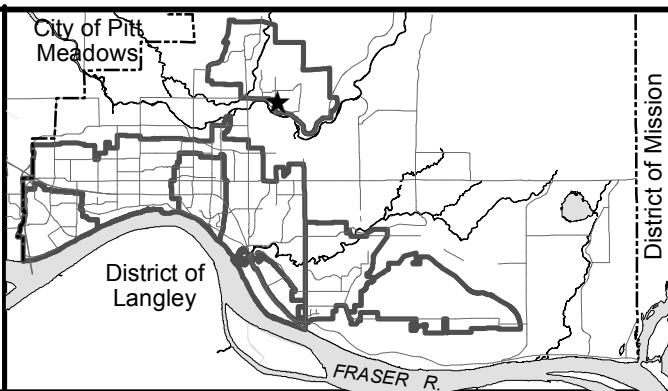 City of Pitt
Meadows
District of Mission
District of
Langley
FRASER R.